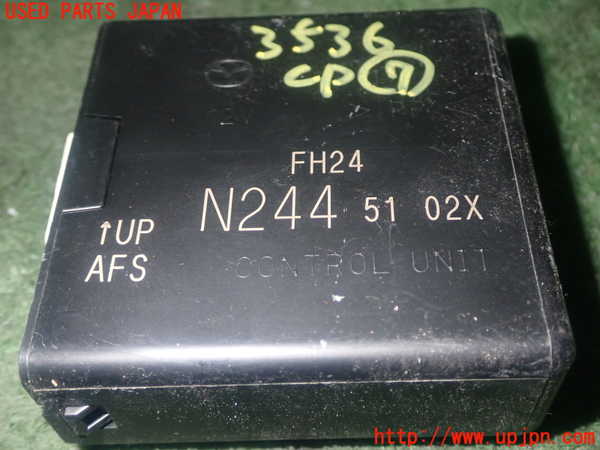 USED PARTS JAPAN
3536
CP⑦
FH24
N244 51 02X
↑UP
AFS
CONTROL UNIT
http://www.upjpn.com